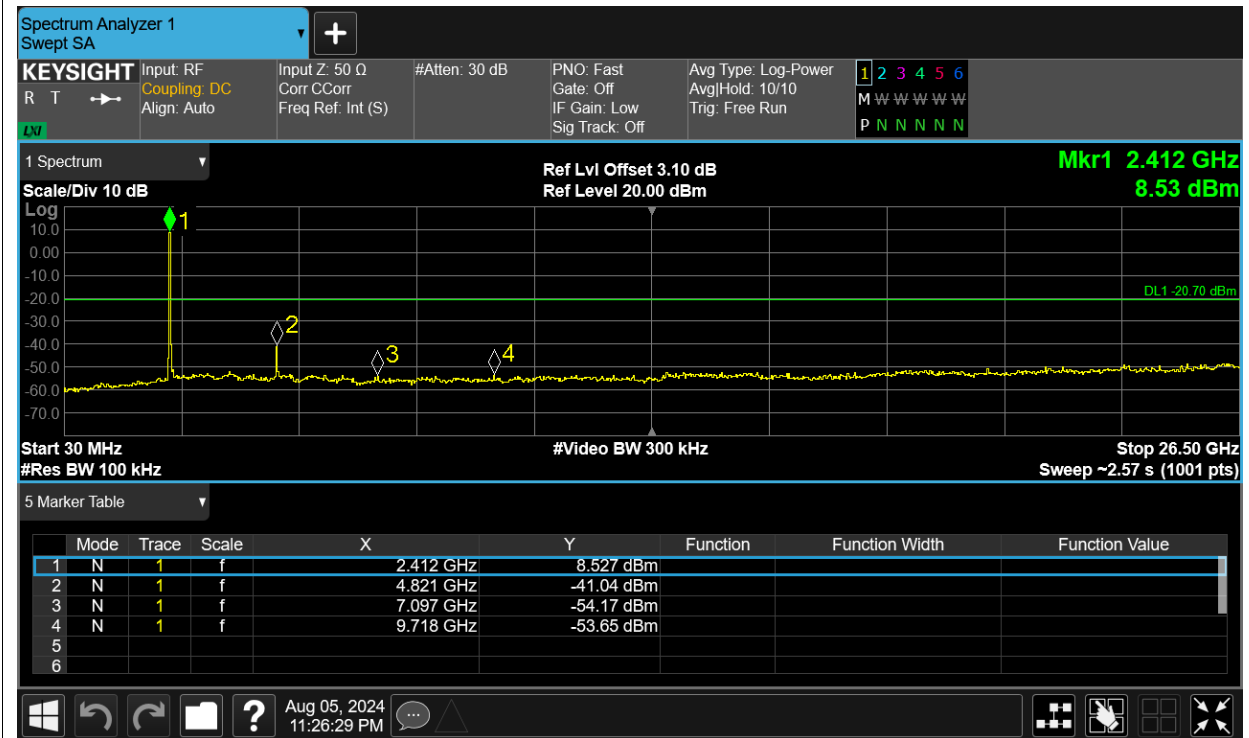 Spectrum Analyzer 1
Swept SA
KEYSIGHT
R T
LXI
Input: RF
Coupling: DC
Align: Auto
Input Z: 50 Ω
Corr CCorr
Freq Ref: Int (S)
#Atten: 30 dB
PNO: Fast
Gate: Off
IF Gain: Low
Sig Track: Off
Avg Type: Log-Power
Avg|Hold: 10/10
Trig: Free Run
1 2 3 4 5 6
M W W W W W
P N N N N N
1 Spectrum
Scale/Div 10 dB
Ref Lvl Offset 3.10 dB
Ref Level 20.00 dBm
Mkr1 2.412 GHz
8.53 dBm
Log
10.0
0.00
-10.0
-20.0
-30.0
-40.0
-50.0
-60.0
-70.0
1
2
3
4
DL1 -20.70 dBm
Start 30 MHz
#Res BW 100 kHz
#Video BW 300 kHz
Stop 26.50 GHz
Sweep ~2.57 s (1001 pts)
5 Marker Table
Mode Trace Scale X Y Function Function Width Function Value
1 N 1 f 2.412 GHz 8.527 dBm
2 N 1 f 4.821 GHz -41.04 dBm
3 N 1 f 7.097 GHz -54.17 dBm
4 N 1 f 9.718 GHz -53.65 dBm
5
6
?
Aug 05, 2024
11:26:29 PM